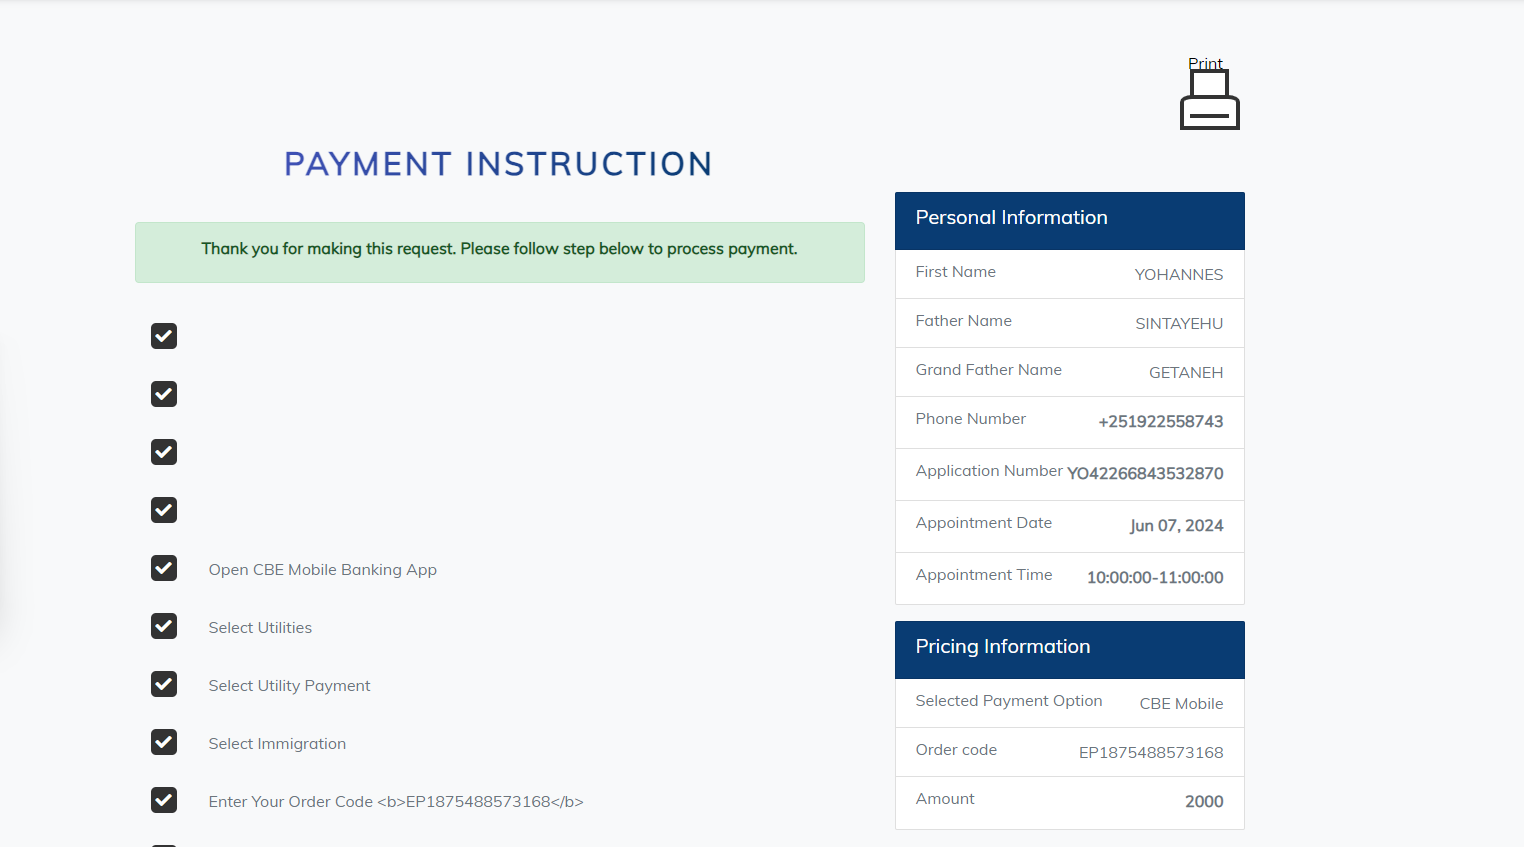 Print
PAYMENT INSTRUCTION
Thank you for making this request. Please follow step below to process payment.
Open CBE Mobile Banking App
Select Utilities
Select Utility Payment
Select Immigration
Enter Your Order Code <b>EP1875488573168</b>
Personal Information
First Name YOHANNES
Father Name SINTAYEHU
Grand Father Name GETANEH
Phone Number +251922558743
Application Number YO42266843532870
Appointment Date Jun 07, 2024
Appointment Time 10:00:00-11:00:00
Pricing Information
Selected Payment Option CBE Mobile
Order code EP1875488573168
Amount 2000